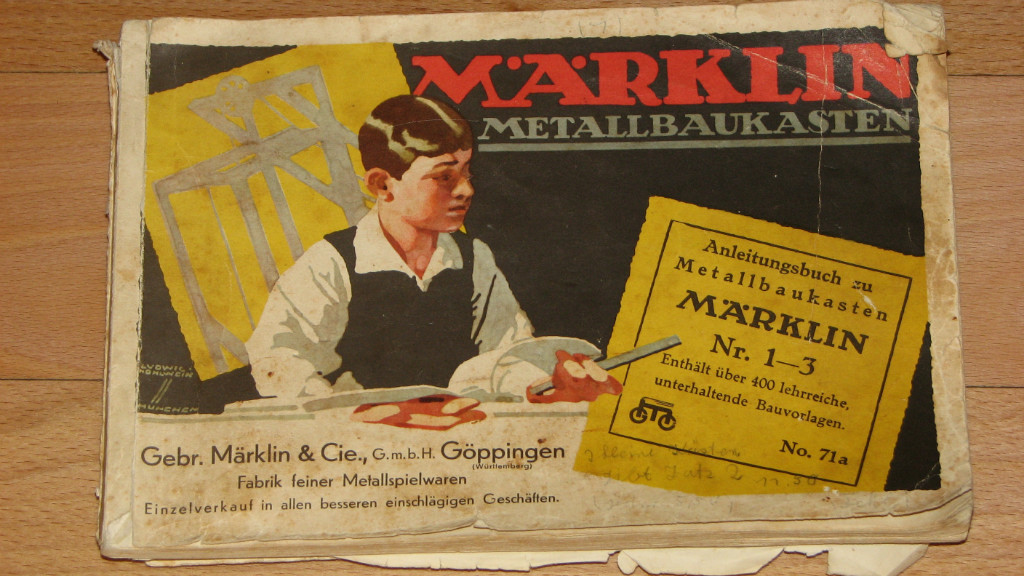 MÄRKLIN
METALLBAUKASTEN
Anleitungsbuch zu
Metallbaukasten
MÄRKLIN
Nr. 1—3
Enthält über 400 lehrreiche,
unterhaltende Bauvorlagen.
No. 71a
LUDWIG
HOHLWEIN
MÜNCHEN
Gebr. Märklin & Cie., G.m.b.H. Göppingen
(Württemberg)
Fabrik feiner Metallspielwaren
Einzelverkauf in allen besseren einschlägigen Geschäften.